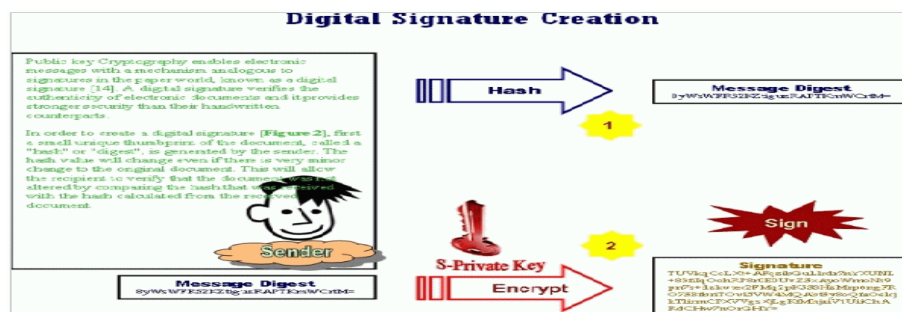 Digital Signature Creation
Public key Cryptography enables electronic
messages with a mechanism analogous to
signatures in the paper world, known as a digital
signature [14]. A digital signature verifies the
authenticity of electronic documents and it provides
stronger security than their handwritten
counterparts.
In order to create a digital signature [Figure 2], first
a small unique thumbprint of the document, called a
"hash" or "digest", is generated by the sender. The
hash value will change even if there is very minor
change to the original document. This will allow
the recipient to verify that the document was not
altered by comparing the hash that was received
with the hash calculated from the received
document
Sender
Hash
1
Message Digest
Message Digest
S-Private Key
Encrypt
2
Sign
Signature